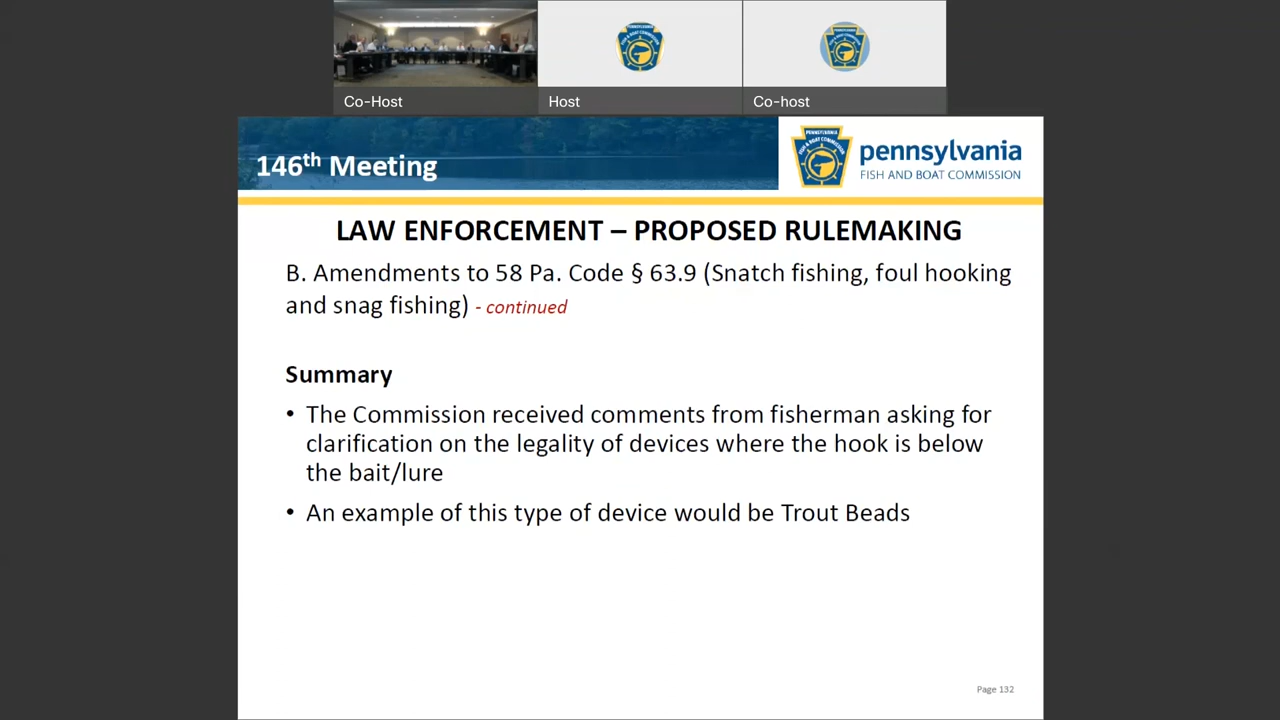 Co-Host
Host
Co-host
146th Meeting
PENNSYLVANIA
FISH & BOAT COMMISSION
pennsylvania
FISH AND BOAT COMMISSION
LAW ENFORCEMENT – PROPOSED RULEMAKING
B. Amendments to 58 Pa. Code § 63.9 (Snatch fishing, foul hooking
and snag fishing) - continued
Summary
• The Commission received comments from fisherman asking for
clarification on the legality of devices where the hook is below
the bait/lure
• An example of this type of device would be Trout Beads
Page 132